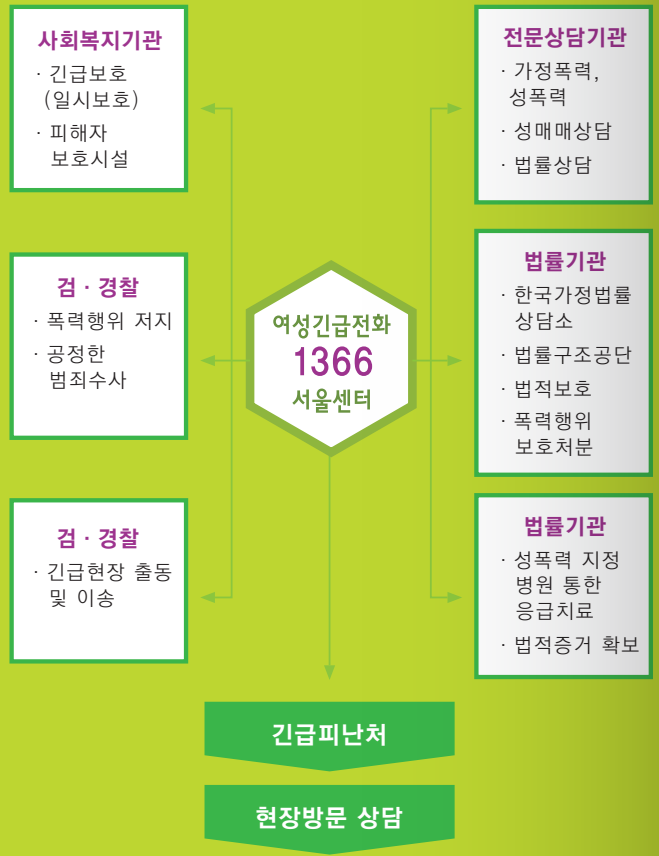 사회복지기관
· 긴급보호
(일시보호)
· 피해자
보호시설
검 · 경찰
· 폭력행위 저지
· 공정한
범죄수사
검 · 경찰
· 긴급현장 출동
및 이송
여성긴급전화
1366
서울센터
전문상담기관
· 가정폭력,
성폭력
· 성매매상담
· 법률상담
법률기관
· 한국가정법률
상담소
· 법률구조공단
· 법적보호
· 폭력행위
보호처분
법률기관
· 성폭력 지정
병원 통한
응급치료
· 법적증거 확보
긴급피난처
현장방문 상담